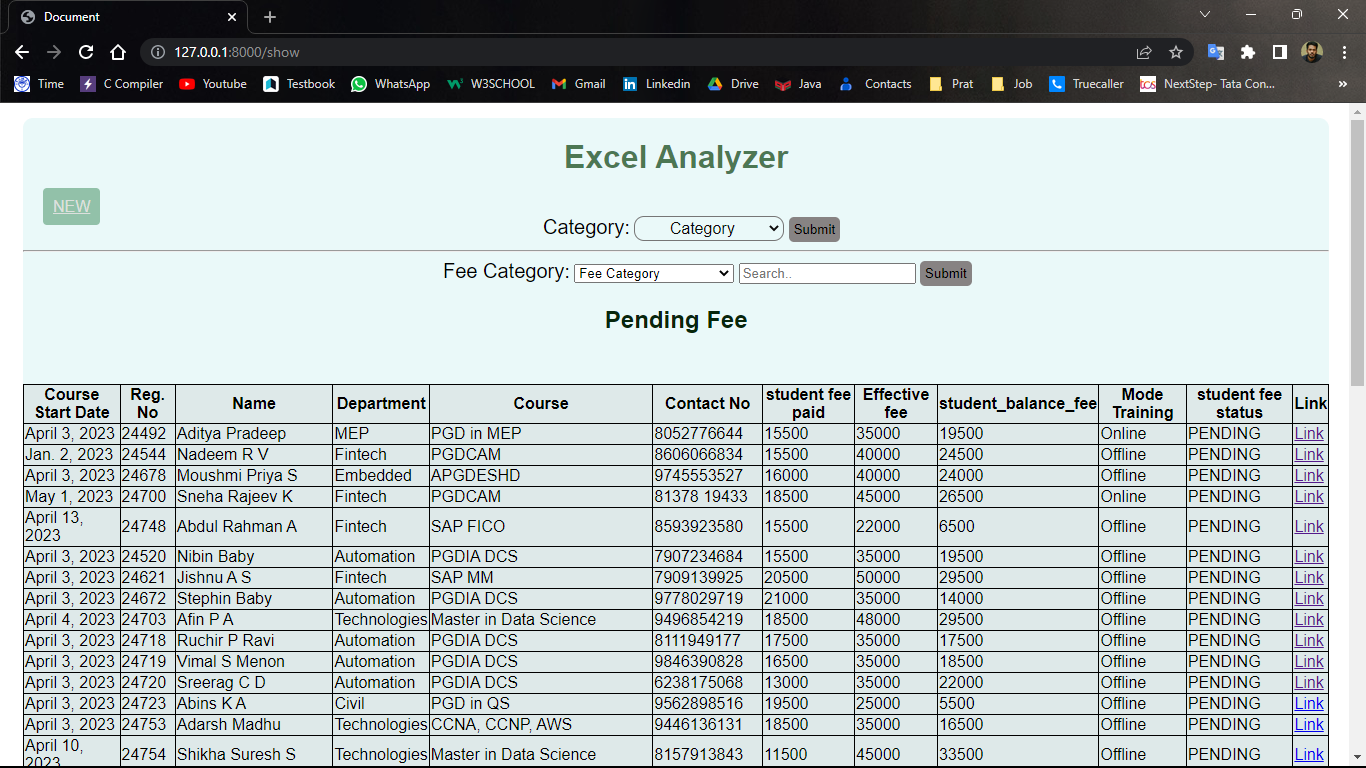 Document
127.0.0.1:8000/show
Time C Compiler Youtube Testbook WhatsApp W3SCHOOL Gmail Linkedin Drive Java Contacts Prat Job Truecaller tcs NextStep- Tata Con... »
Excel Analyzer
NEW
Category: Category Submit
Fee Category: Fee Category Search.. Submit
Pending Fee
Course Start Date Reg. No Name Department Course Contact No student fee paid Effective fee student_balance_fee Mode Training student fee status Link
April 3, 2023 24492 Aditya Pradeep MEP PGD in MEP 8052776644 15500 35000 19500 Online PENDING Link
Jan. 2, 2023 24544 Nadeem R V Fintech PGDCAM 8606066834 15500 40000 24500 Offline PENDING Link
April 3, 2023 24678 Moushmi Priya S Embedded APGDESHD 9745553527 16000 40000 24000 Offline PENDING Link
May 1, 2023 24700 Sneha Rajeev K Fintech PGDCAM 81378 19433 18500 45000 26500 Online PENDING Link
April 13, 2023 24748 Abdul Rahman A Fintech SAP FICO 8593923580 15500 22000 6500 Offline PENDING Link
April 3, 2023 24520 Nibin Baby Automation PGDIA DCS 7907234684 15500 35000 19500 Offline PENDING Link
April 3, 2023 24621 Jishnu A S Fintech SAP MM 7909139925 20500 50000 29500 Offline PENDING Link
April 3, 2023 24672 Stephin Baby Automation PGDIA DCS 9778029719 21000 35000 14000 Offline PENDING Link
April 4, 2023 24703 Afin P A Technologies Master in Data Science 9496854219 18500 48000 29500 Offline PENDING Link
April 3, 2023 24718 Ruchir P Ravi Automation PGDIA DCS 8111949177 17500 35000 17500 Offline PENDING Link
April 3, 2023 24719 Vimal S Menon Automation PGDIA DCS 9846390828 16500 35000 18500 Offline PENDING Link
April 3, 2023 24720 Sreerag C D Automation PGDIA DCS 6238175068 13000 35000 22000 Offline PENDING Link
April 3, 2023 24723 Abins K A Civil PGD in QS 9562898516 19500 25000 5500 Offline PENDING Link
April 3, 2023 24753 Adarsh Madhu Technologies CCNA, CCNP, AWS 9446136131 18500 35000 16500 Offline PENDING Link
April 10, 2023 24754 Shikha Suresh S Technologies Master in Data Science 8157913843 11500 45000 33500 Offline PENDING Link